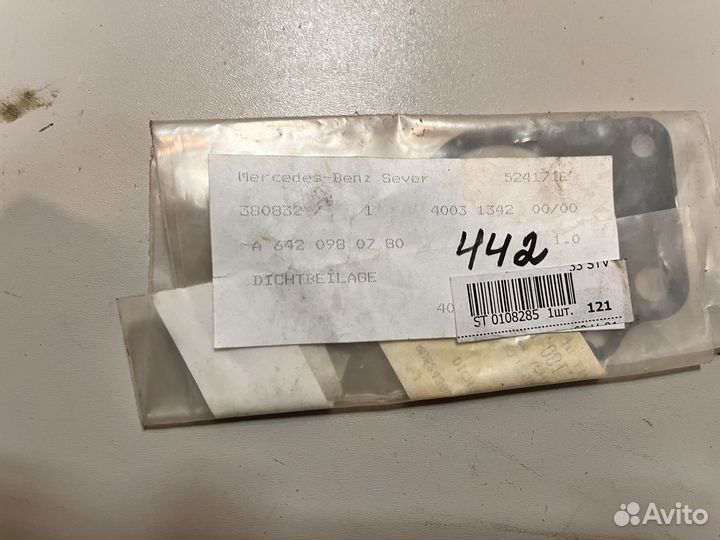 Mercedes-Benz Sever 524171E
380832 / 1 4003 1342 00/00
A 642 098 07 80 1.0
442
DICHTBEILAGE
40
ST 0108285 1шт. 121
Avito